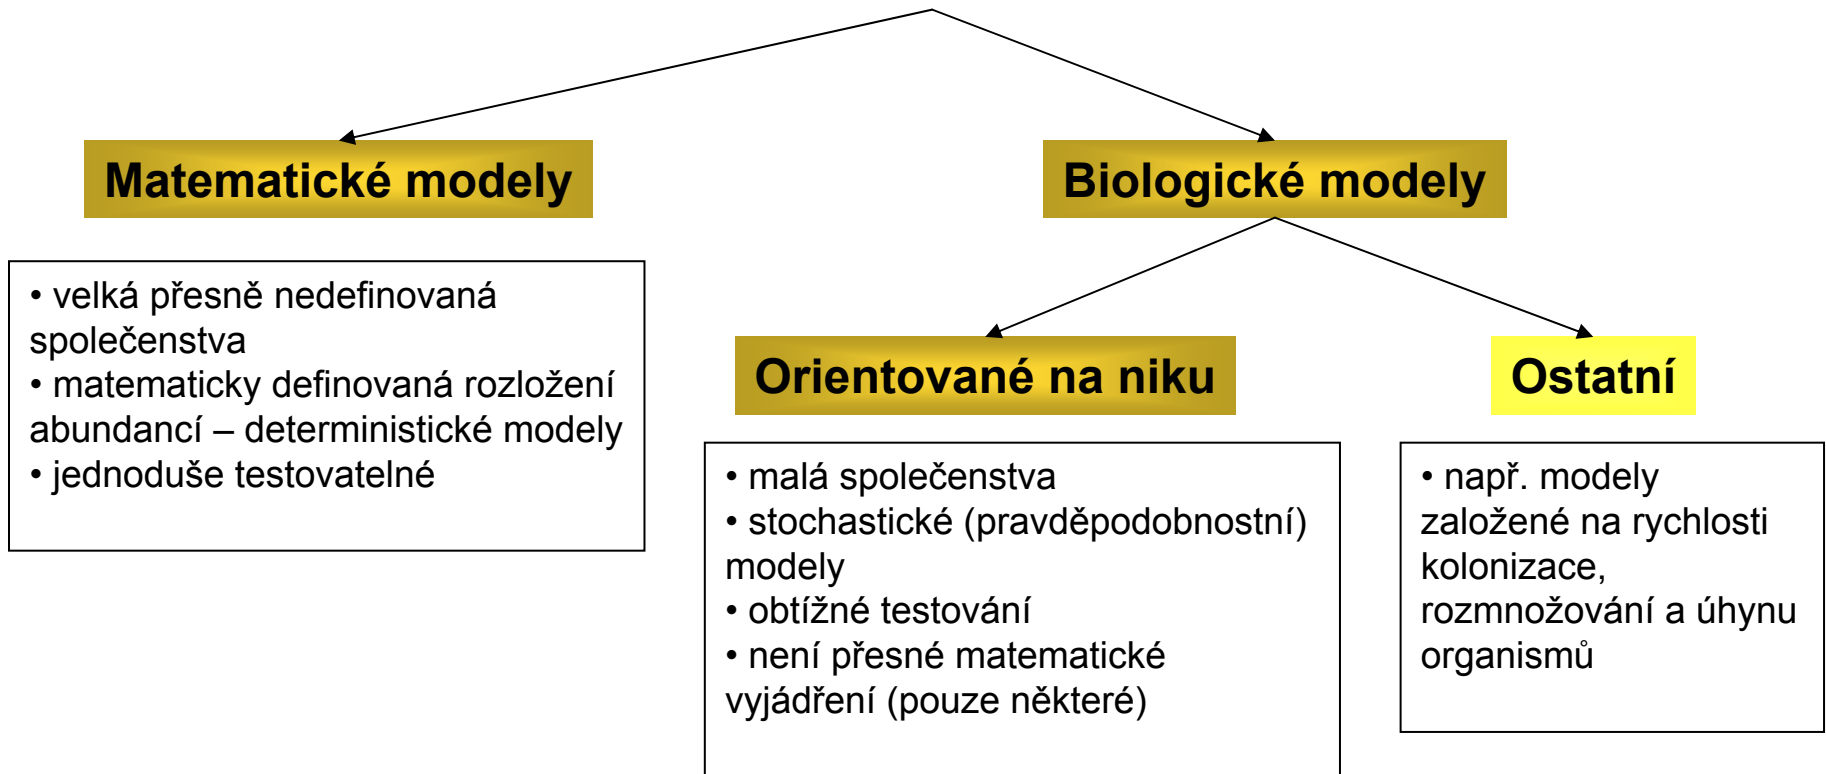 Matematické modely
Biologické modely
• velká přesně nedefinovaná
společenstva
• matematicky definovaná rozložení
abundancí – deterministické modely
• jednoduše testovatelné
Orientované na niku
Ostatní
• malá společenstva
• stochastické (pravděpodobnostní)
modely
• obtížné testování
• není přesné matematické
vyjádření (pouze některé)
• např. modely
založené na rychlosti
kolonizace,
rozmnožování a úhynu
organismů